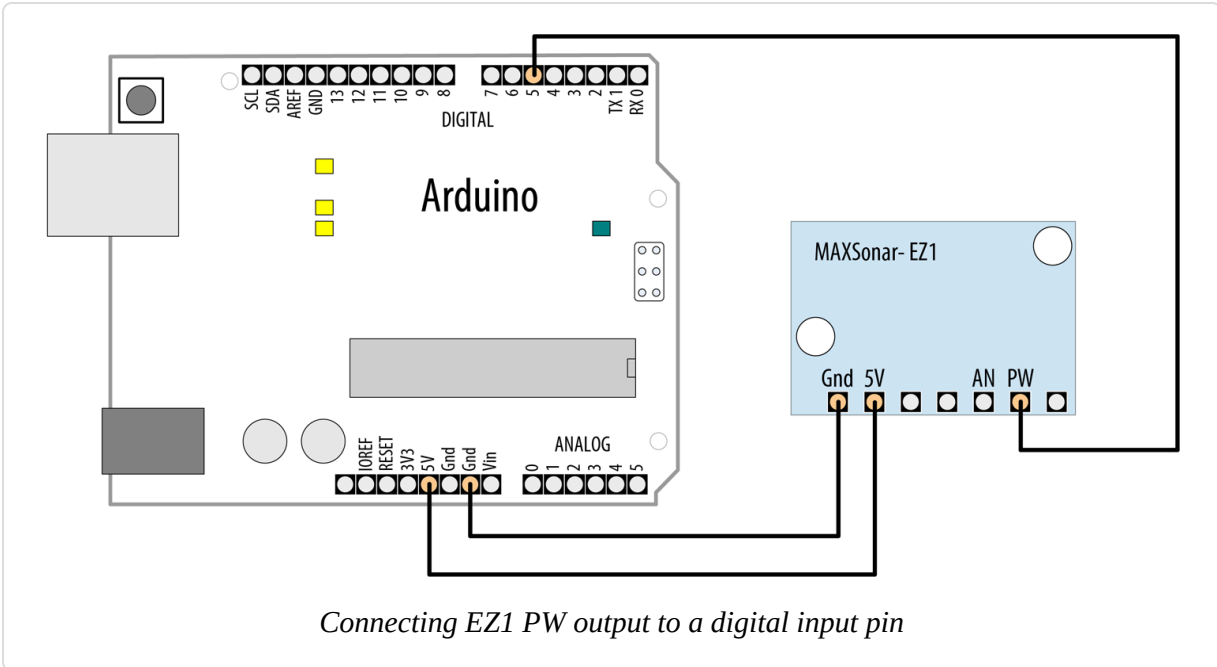 SCL SDA AREF GND 13 12 11 10 9 8 7 6 5 4 3 2 TX 1 RX 0
DIGITAL
Arduino
MAXSonar- EZ1
Gnd 5V AN PW
ANALOG
IOREF RESET 3V3 5V Gnd Gnd Vin 0 1 2 3 4 5
Connecting EZ1 PW output to a digital input pin